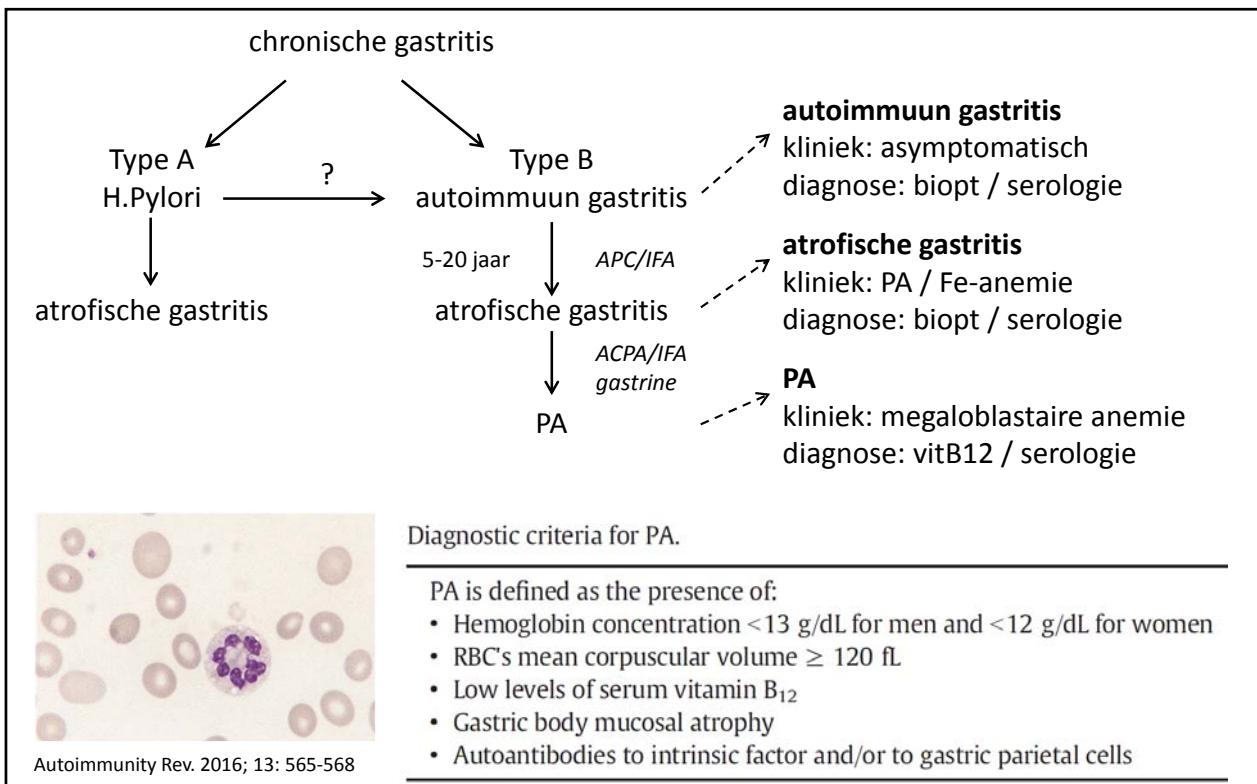 chronische gastritis
Type A
H.Pylori
?
Type B
autoimmuun gastritis
5-20 jaar
APC/IFA
atrofische gastritis
atrofische gastritis
ACPA/IFA
gastrine
PA
autoimmuun gastritis
kliniek: asymptomatisch
diagnose: biopt / serologie
atrofische gastritis
kliniek: PA / Fe-anemie
diagnose: biopt / serologie
PA
kliniek: megaloblastaire anemie
diagnose: vitB12 / serologie
Autoimmunity Rev. 2016; 13: 565-568
Diagnostic criteria for PA.
PA is defined as the presence of:
• Hemoglobin concentration <13 g/dL for men and <12 g/dL for women
• RBC's mean corpuscular volume ≥ 120 fL
• Low levels of serum vitamin B₁₂
• Gastric body mucosal atrophy
• Autoantibodies to intrinsic factor and/or to gastric parietal cells